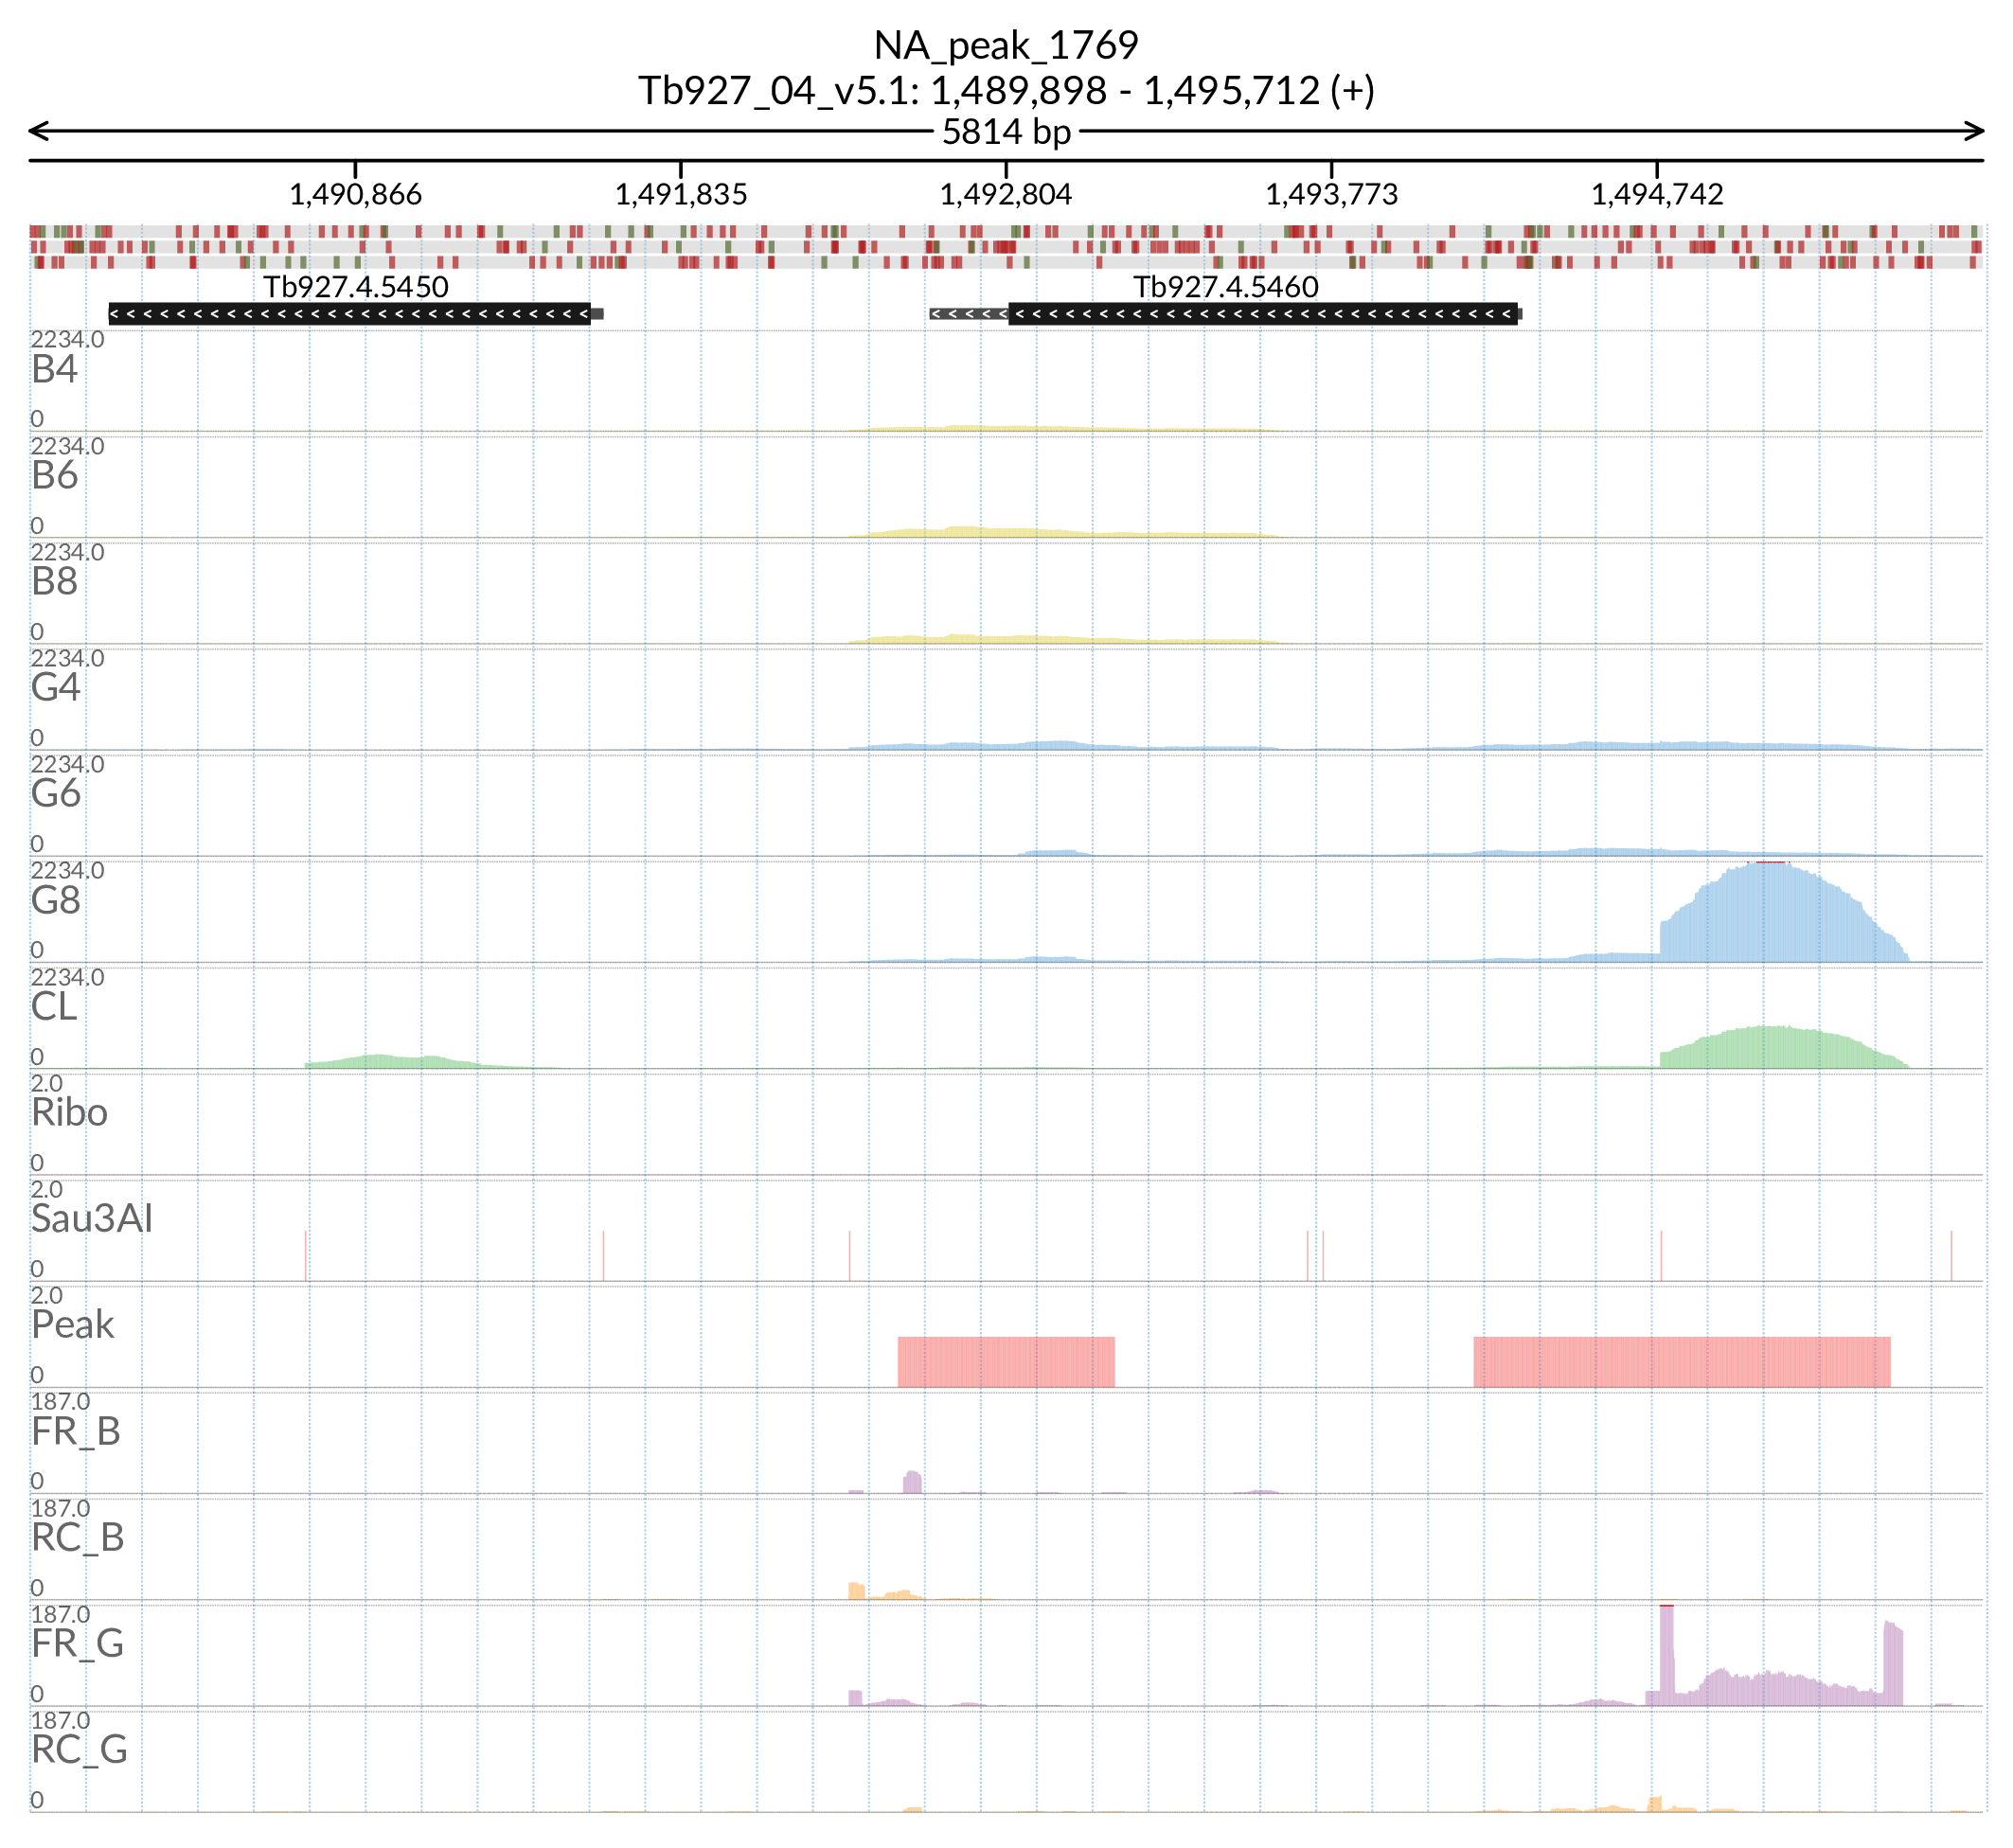 NA_peak_1769
Tb927_04_v5.1: 1,489,898 - 1,495,712 (+)
5814 bp
1,490,866 1,491,835 1,492,804 1,493,773 1,494,742
Tb927.4.5450 Tb927.4.5460
2234.0
B4
0
2234.0
B6
0
2234.0
B8
0
2234.0
G4
0
2234.0
G6
0
2234.0
G8
0
2234.0
CL
0
2.0
Ribo
0
2.0
Sau3AI
0
2.0
Peak
0
187.0
FR_B
0
187.0
RC_B
0
187.0
FR_G
0
187.0
RC_G
0